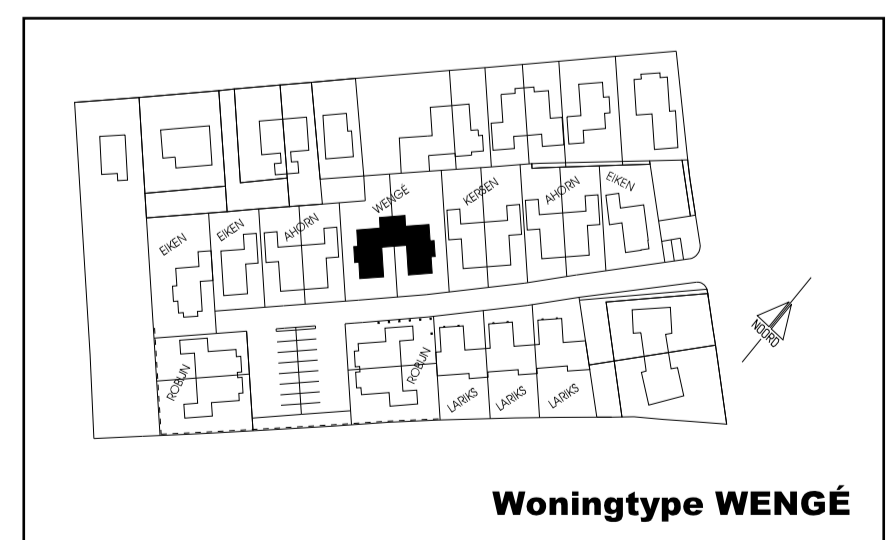 WENGÉ
KERSEN
AHORN
EIKEN
EIKEN
EIKEN
AHORN
ROBIJN
ROBIJN
LARIKS
LARIKS
LARIKS
NOORD
Woningtype WENGÉ